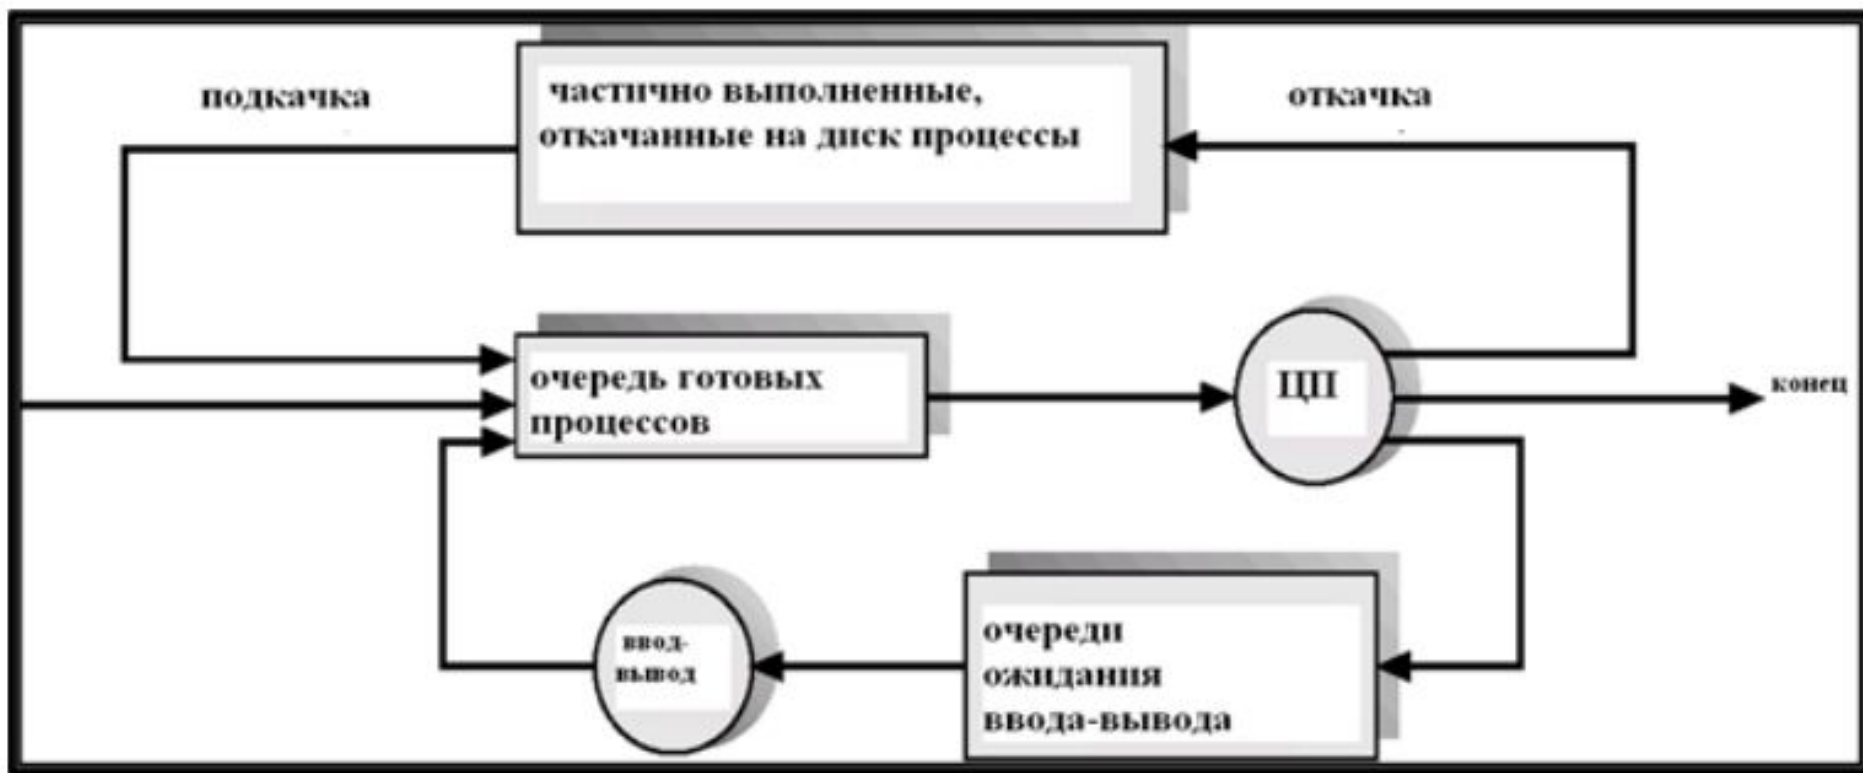 подкачка
частично выполненные,
откачанные на диск процессы
откачка
очередь готовых
процессов
ЦП
конец
ввод-
вывод
очереди
ожидания
ввода-вывода